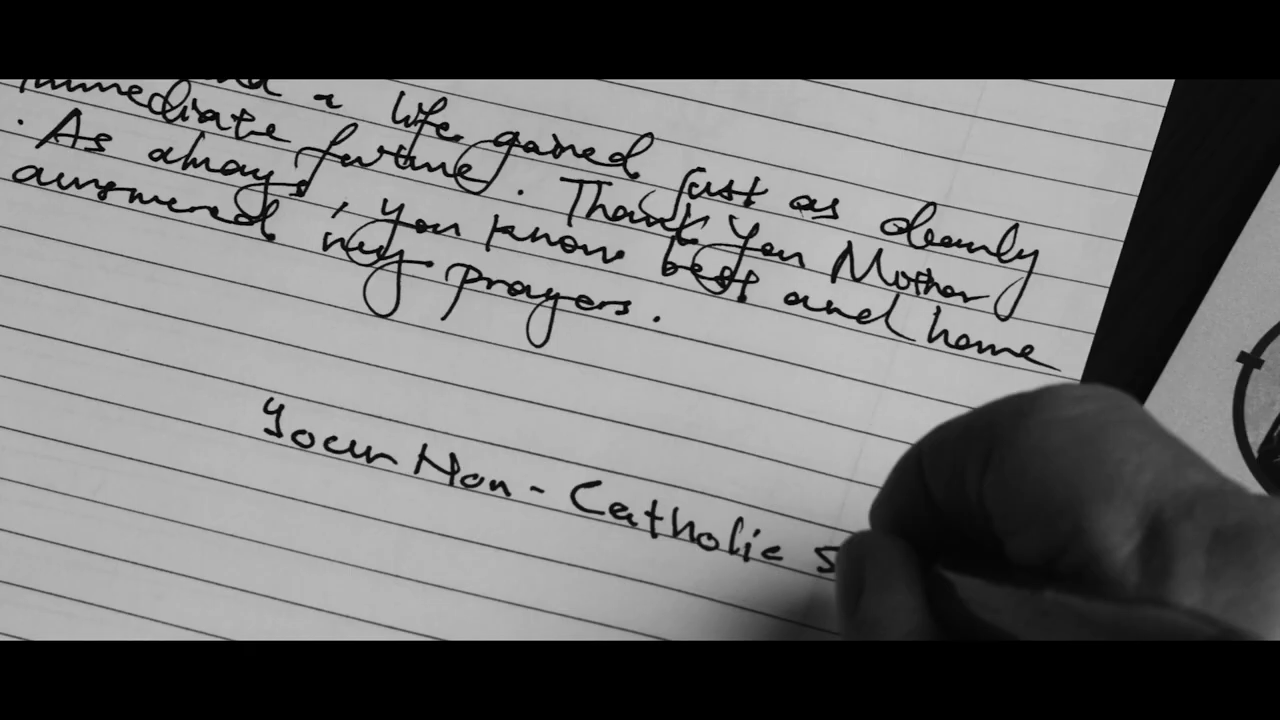 a life gained just as dearly
immediate future. Thank You Mother
. As always, you know best and have
answered my prayers.
Your Non-Catholic s